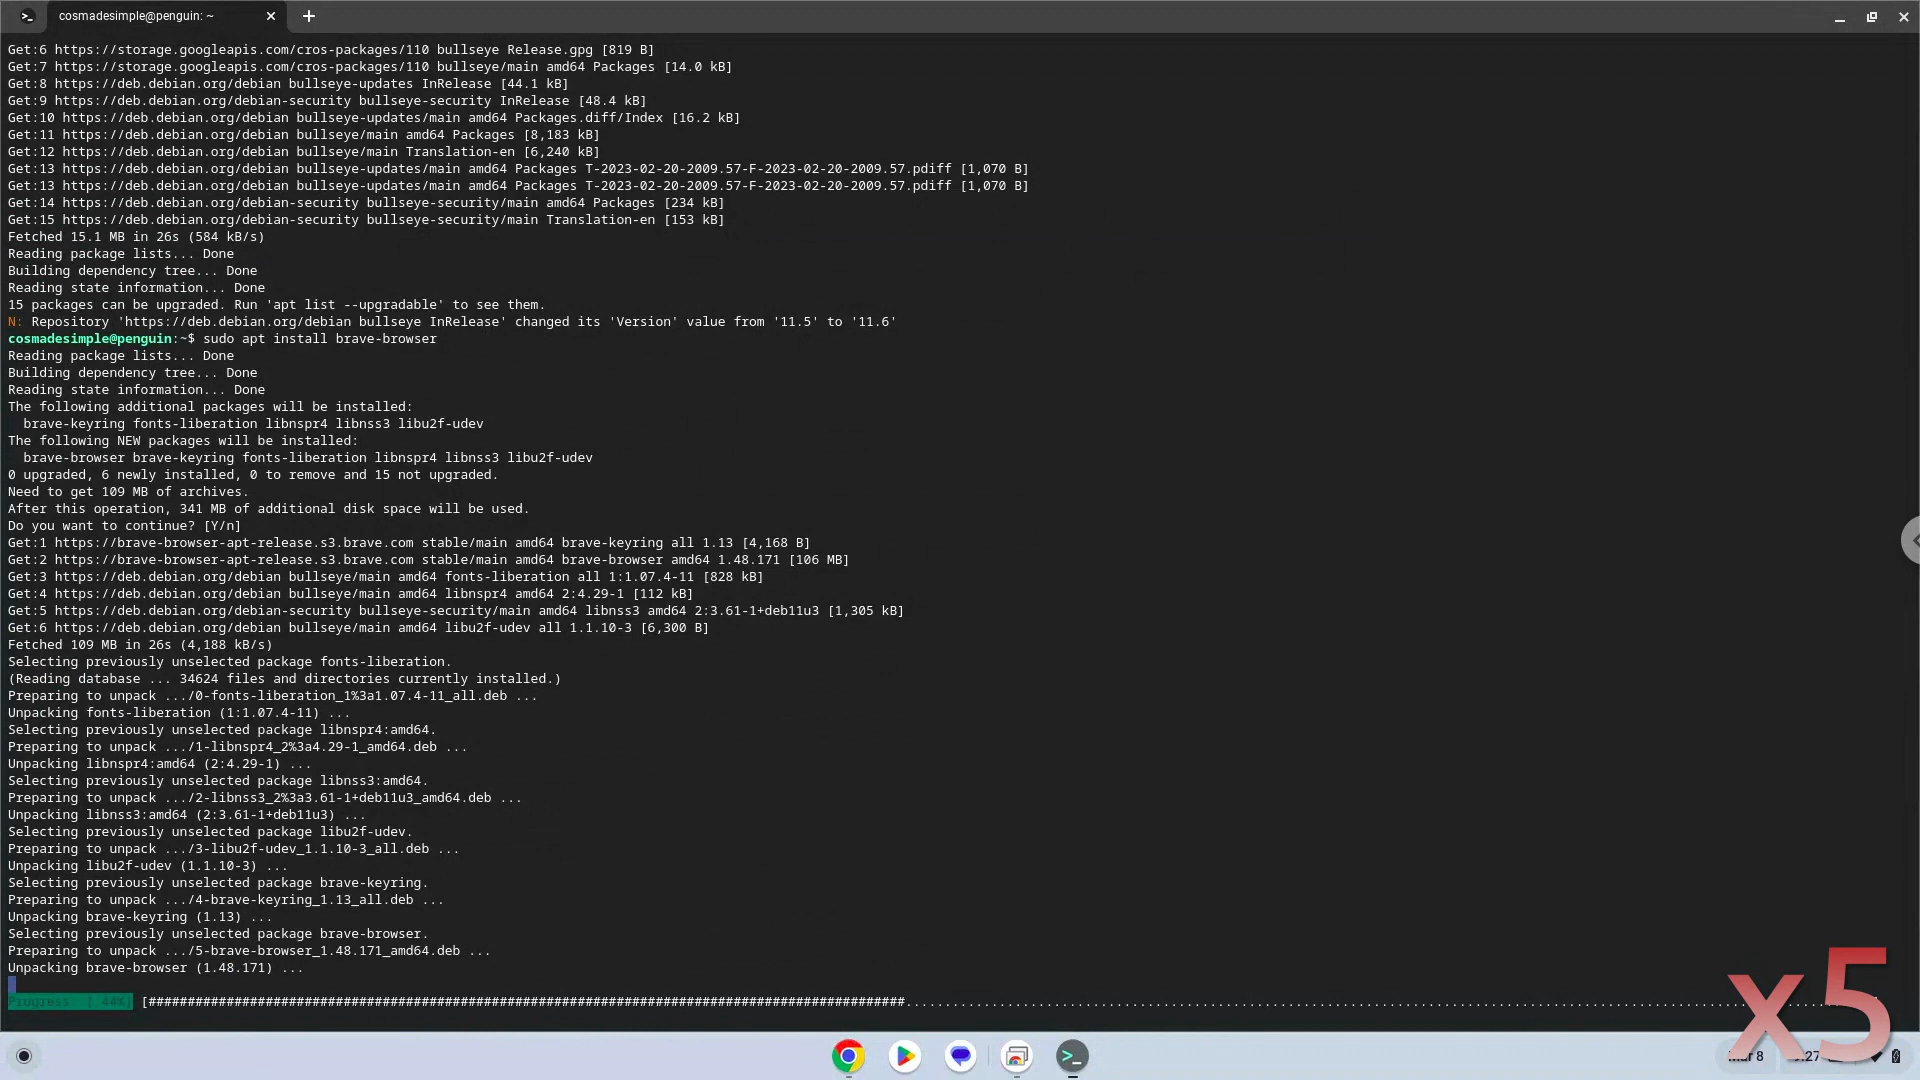 cosmadesimple@penguin: ~
Get:6 https://storage.googleapis.com/cros-packages/110 bullseye Release.gpg [819 B]
Get:7 https://storage.googleapis.com/cros-packages/110 bullseye/main amd64 Packages [14.0 kB]
Get:8 https://deb.debian.org/debian bullseye-updates InRelease [44.1 kB]
Get:9 https://deb.debian.org/debian-security bullseye-security InRelease [48.4 kB]
Get:10 https://deb.debian.org/debian bullseye-updates/main amd64 Packages.diff/Index [16.2 kB]
Get:11 https://deb.debian.org/debian bullseye/main amd64 Packages [8,183 kB]
Get:12 https://deb.debian.org/debian bullseye/main Translation-en [6,240 kB]
Get:13 https://deb.debian.org/debian bullseye-updates/main amd64 Packages T-2023-02-20-2009.57-F-2023-02-20-2009.57.pdiff [1,070 B]
Get:13 https://deb.debian.org/debian bullseye-updates/main amd64 Packages T-2023-02-20-2009.57-F-2023-02-20-2009.57.pdiff [1,070 B]
Get:14 https://deb.debian.org/debian-security bullseye-security/main amd64 Packages [234 kB]
Get:15 https://deb.debian.org/debian-security bullseye-security/main Translation-en [153 kB]
Fetched 15.1 MB in 26s (584 kB/s)
Reading package lists... Done
Building dependency tree... Done
Reading state information... Done
15 packages can be upgraded. Run 'apt list --upgradable' to see them.
N: Repository 'https://deb.debian.org/debian bullseye InRelease' changed its 'Version' value from '11.5' to '11.6'
cosmadesimple@penguin:~$ sudo apt install brave-browser
Reading package lists... Done
Building dependency tree... Done
Reading state information... Done
The following additional packages will be installed:
  brave-keyring fonts-liberation libnspr4 libnss3 libu2f-udev
The following NEW packages will be installed:
  brave-browser brave-keyring fonts-liberation libnspr4 libnss3 libu2f-udev
0 upgraded, 6 newly installed, 0 to remove and 15 not upgraded.
Need to get 109 MB of archives.
After this operation, 341 MB of additional disk space will be used.
Do you want to continue? [Y/n]
Get:1 https://brave-browser-apt-release.s3.brave.com stable/main amd64 brave-keyring all 1.13 [4,168 B]
Get:2 https://brave-browser-apt-release.s3.brave.com stable/main amd64 brave-browser amd64 1.48.171 [106 MB]
Get:3 https://deb.debian.org/debian bullseye/main amd64 fonts-liberation all 1:1.07.4-11 [828 kB]
Get:4 https://deb.debian.org/debian bullseye/main amd64 libnspr4 amd64 2:4.29-1 [112 kB]
Get:5 https://deb.debian.org/debian-security bullseye-security/main amd64 libnss3 amd64 2:3.61-1+deb11u3 [1,305 kB]
Get:6 https://deb.debian.org/debian bullseye/main amd64 libu2f-udev all 1.1.10-3 [6,300 B]
Fetched 109 MB in 26s (4,188 kB/s)
Selecting previously unselected package fonts-liberation.
(Reading database ... 34624 files and directories currently installed.)
Preparing to unpack .../0-fonts-liberation_1%3a1.07.4-11_all.deb ...
Unpacking fonts-liberation (1:1.07.4-11) ...
Selecting previously unselected package libnspr4:amd64.
Preparing to unpack .../1-libnspr4_2%3a4.29-1_amd64.deb ...
Unpacking libnspr4:amd64 (2:4.29-1) ...
Selecting previously unselected package libnss3:amd64.
Preparing to unpack .../2-libnss3_2%3a3.61-1+deb11u3_amd64.deb ...
Unpacking libnss3:amd64 (2:3.61-1+deb11u3) ...
Selecting previously unselected package libu2f-udev.
Preparing to unpack .../3-libu2f-udev_1.1.10-3_all.deb ...
Unpacking libu2f-udev (1.1.10-3) ...
Selecting previously unselected package brave-keyring.
Preparing to unpack .../4-brave-keyring_1.13_all.deb ...
Unpacking brave-keyring (1.13) ...
Selecting previously unselected package brave-browser.
Preparing to unpack .../5-brave-browser_1.48.171_amd64.deb ...
Unpacking brave-browser (1.48.171) ...
Progress: [ 44%]
x5